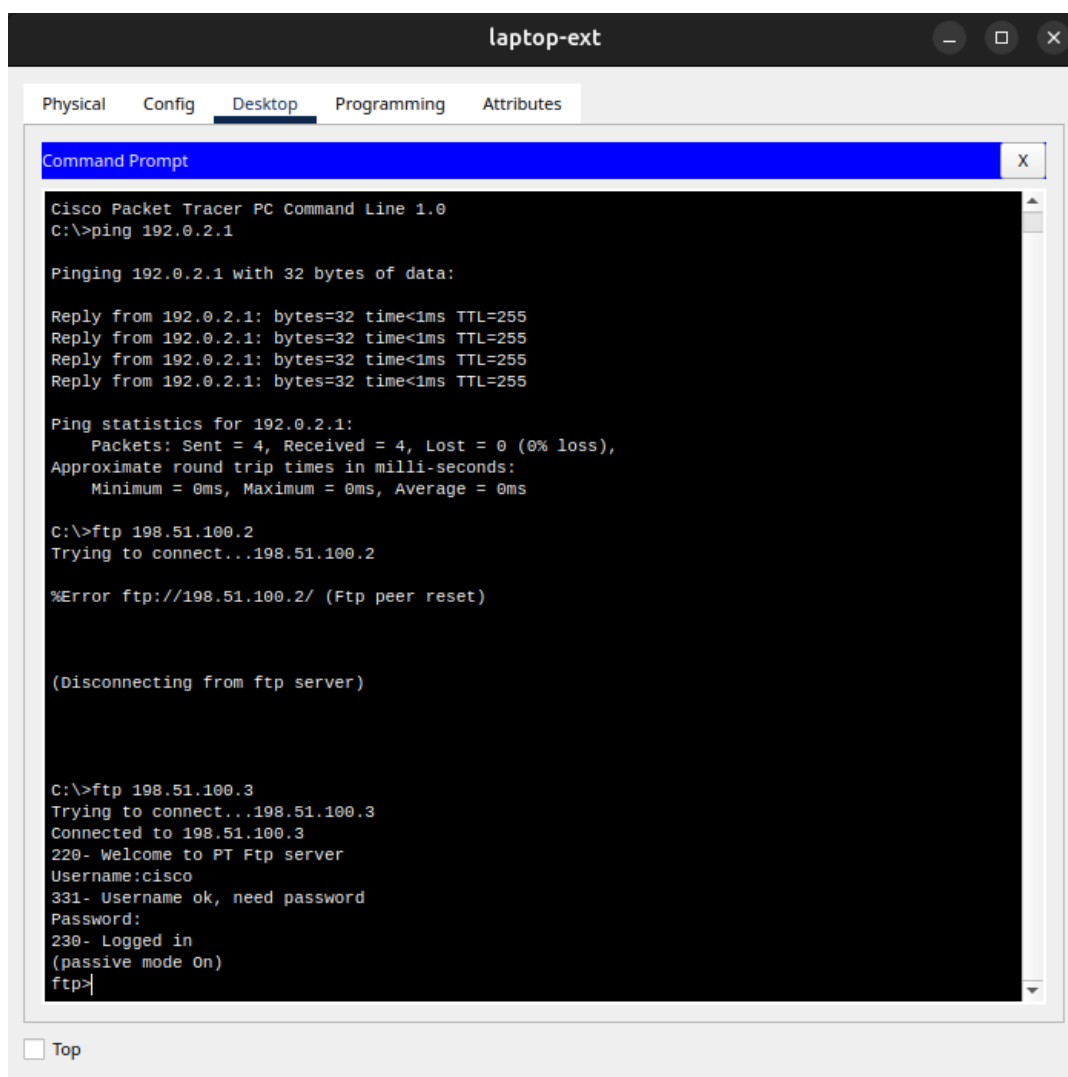 laptop-ext
Physical Config Desktop Programming Attributes
Command Prompt X
Cisco Packet Tracer PC Command Line 1.0
C:\>ping 192.0.2.1
Pinging 192.0.2.1 with 32 bytes of data:
Reply from 192.0.2.1: bytes=32 time<1ms TTL=255
Reply from 192.0.2.1: bytes=32 time<1ms TTL=255
Reply from 192.0.2.1: bytes=32 time<1ms TTL=255
Reply from 192.0.2.1: bytes=32 time<1ms TTL=255
Ping statistics for 192.0.2.1:
Packets: Sent = 4, Received = 4, Lost = 0 (0% loss),
Approximate round trip times in milli-seconds:
Minimum = 0ms, Maximum = 0ms, Average = 0ms
C:\>ftp 198.51.100.2
Trying to connect...198.51.100.2
%Error ftp://198.51.100.2/ (Ftp peer reset)
(Disconnecting from ftp server)
C:\>ftp 198.51.100.3
Trying to connect...198.51.100.3
Connected to 198.51.100.3
220- Welcome to PT Ftp server
Username:cisco
331- Username ok, need password
Password:
230- Logged in
(passive mode On)
ftp>
Top